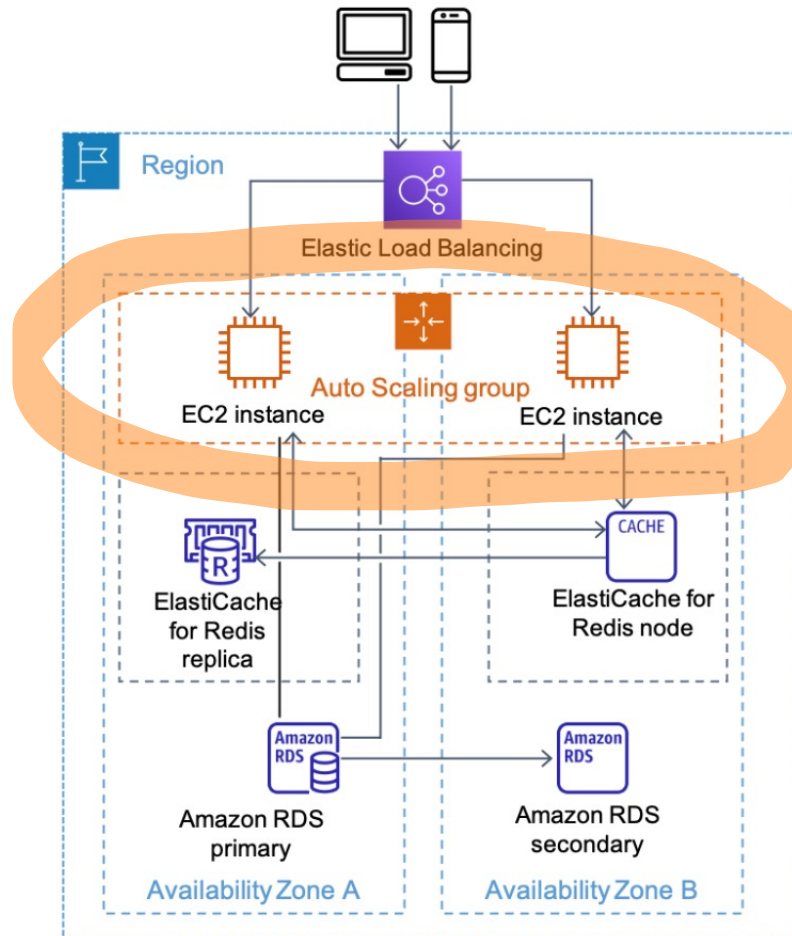 Region
Elastic Load Balancing
Auto Scaling group
EC2 instance
EC2 instance
R
ElastiCache
for Redis
replica
CACHE
ElastiCache for
Redis node
Amazon
RDS
Amazon RDS
primary
Amazon
RDS
Amazon RDS
secondary
Availability Zone A
Availability Zone B